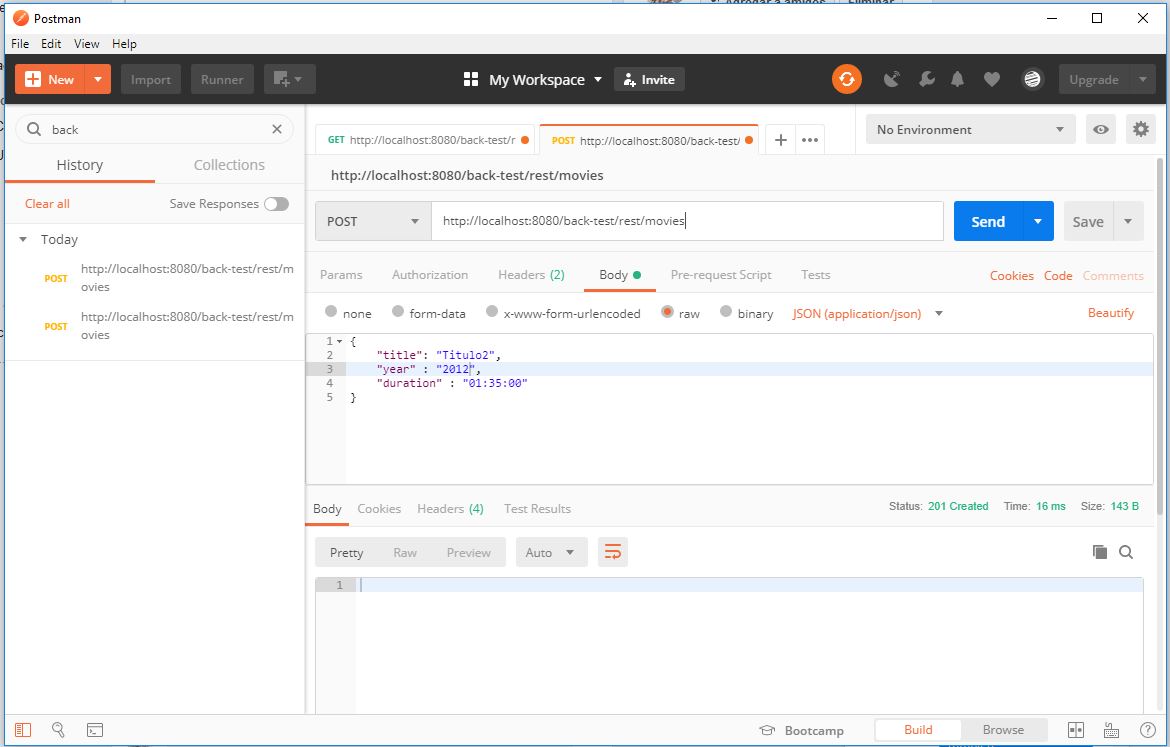 Agregar a amigos Eliminar
Postman
File Edit View Help
New Import Runner My Workspace Invite Upgrade
back
History Collections
Clear all Save Responses
Today
POST http://localhost:8080/back-test/rest/m
ovies
POST http://localhost:8080/back-test/rest/m
ovies
GET http://localhost:8080/back-test/r POST http://localhost:8080/back-test/ + ••• No Environment
http://localhost:8080/back-test/rest/movies
POST http://localhost:8080/back-test/rest/movies Send Save
Params Authorization Headers (2) Body Pre-request Script Tests Cookies Code Comments
none form-data x-www-form-urlencoded raw binary JSON (application/json) Beautify
1 {
2 "title": "Titulo2",
3 "year" : "2012",
4 "duration" : "01:35:00"
5 }
Body Cookies Headers (4) Test Results Status: 201 Created Time: 16 ms Size: 143 B
Pretty Raw Preview Auto
1
Bootcamp Build Browse